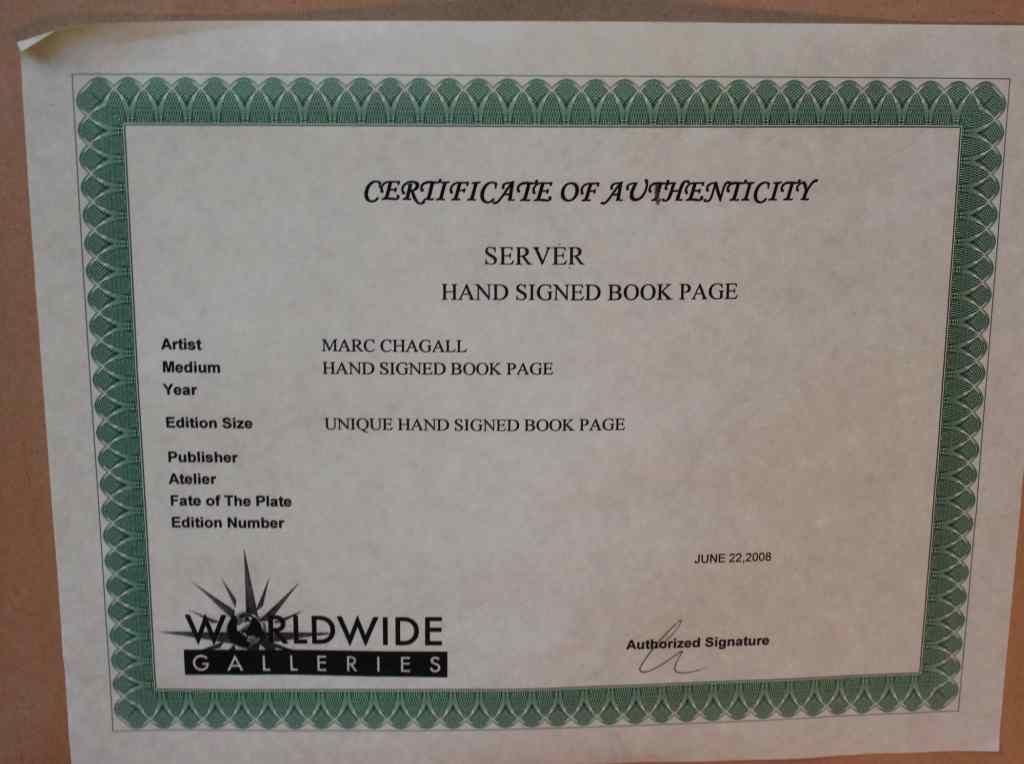 CERTIFICATE OF AUTHENTICITY
SERVER
HAND SIGNED BOOK PAGE
Artist MARC CHAGALL
Medium HAND SIGNED BOOK PAGE
Year
Edition Size UNIQUE HAND SIGNED BOOK PAGE
Publisher
Atelier
Fate of The Plate
Edition Number
JUNE 22,2008
WORLDWIDE
GALLERIES
Authorized Signature